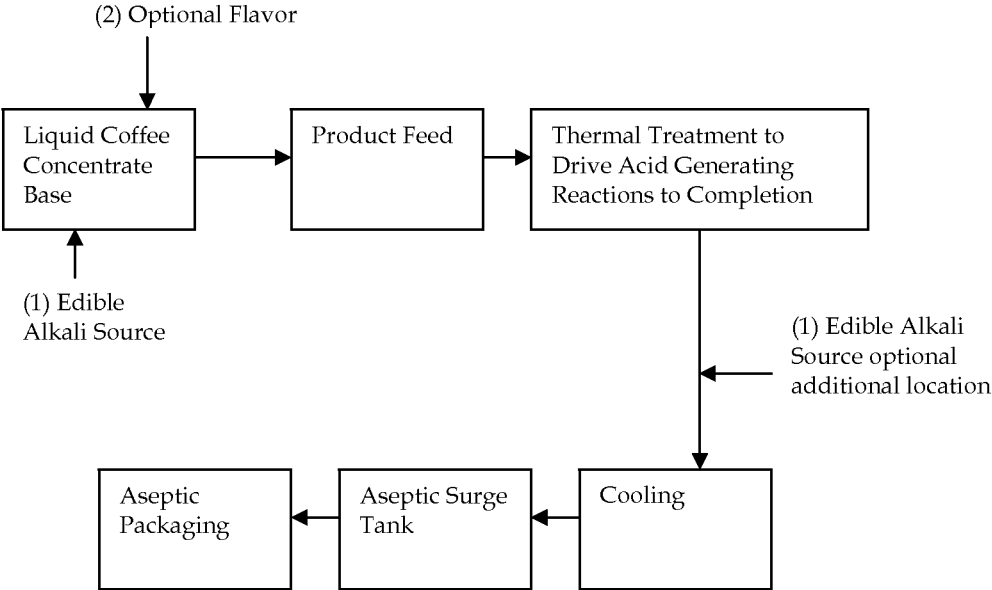 (2) Optional Flavor
Liquid Coffee
Concentrate
Base
Product Feed
Thermal Treatment to
Drive Acid Generating
Reactions to Completion
(1) Edible
Alkali Source
(1) Edible Alkali
Source optional
additional location
Aseptic
Packaging
Aseptic Surge
Tank
Cooling